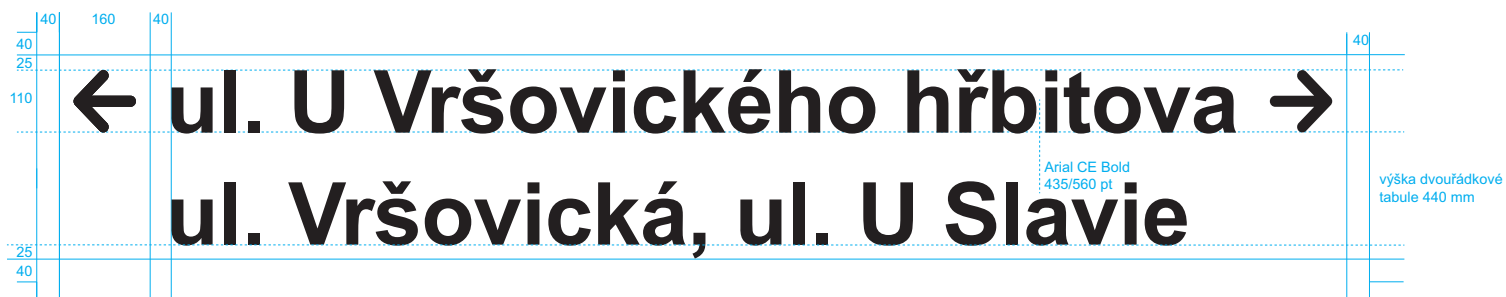 40 160 40
40
40
25
← ul. U Vršovického hřbitova →
110
Arial CE Bold
435/560 pt
výška dvouřádkové
tabule 440 mm
ul. Vršovická, ul. U Slavie
25
40